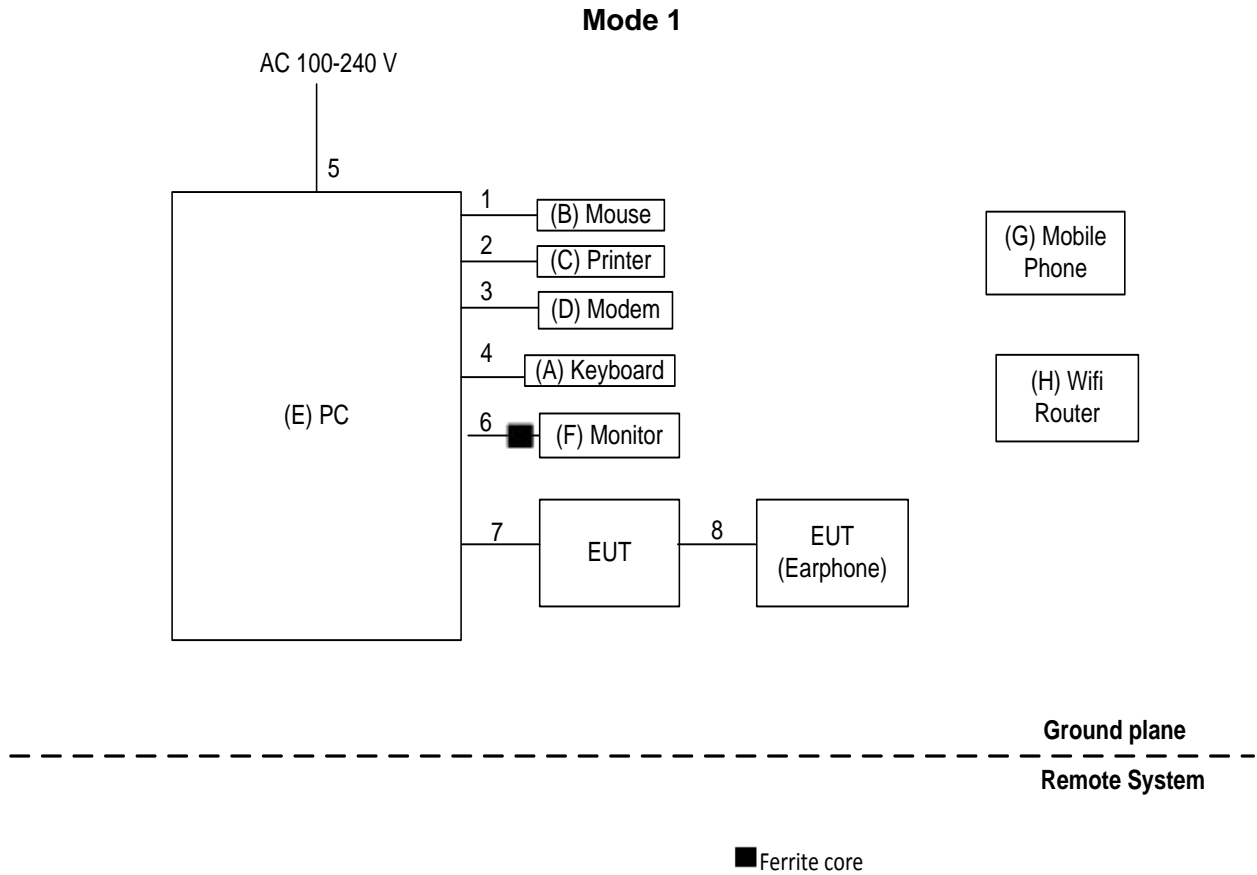 Mode 1
AC 100-240 V
5
1
(B) Mouse
2
(C) Printer
3
(D) Modem
4
(A) Keyboard
(E) PC
6
(F) Monitor
7
EUT
8
EUT
(Earphone)
(G) Mobile
Phone
(H) Wifi
Router
Ground plane
Remote System
Ferrite core